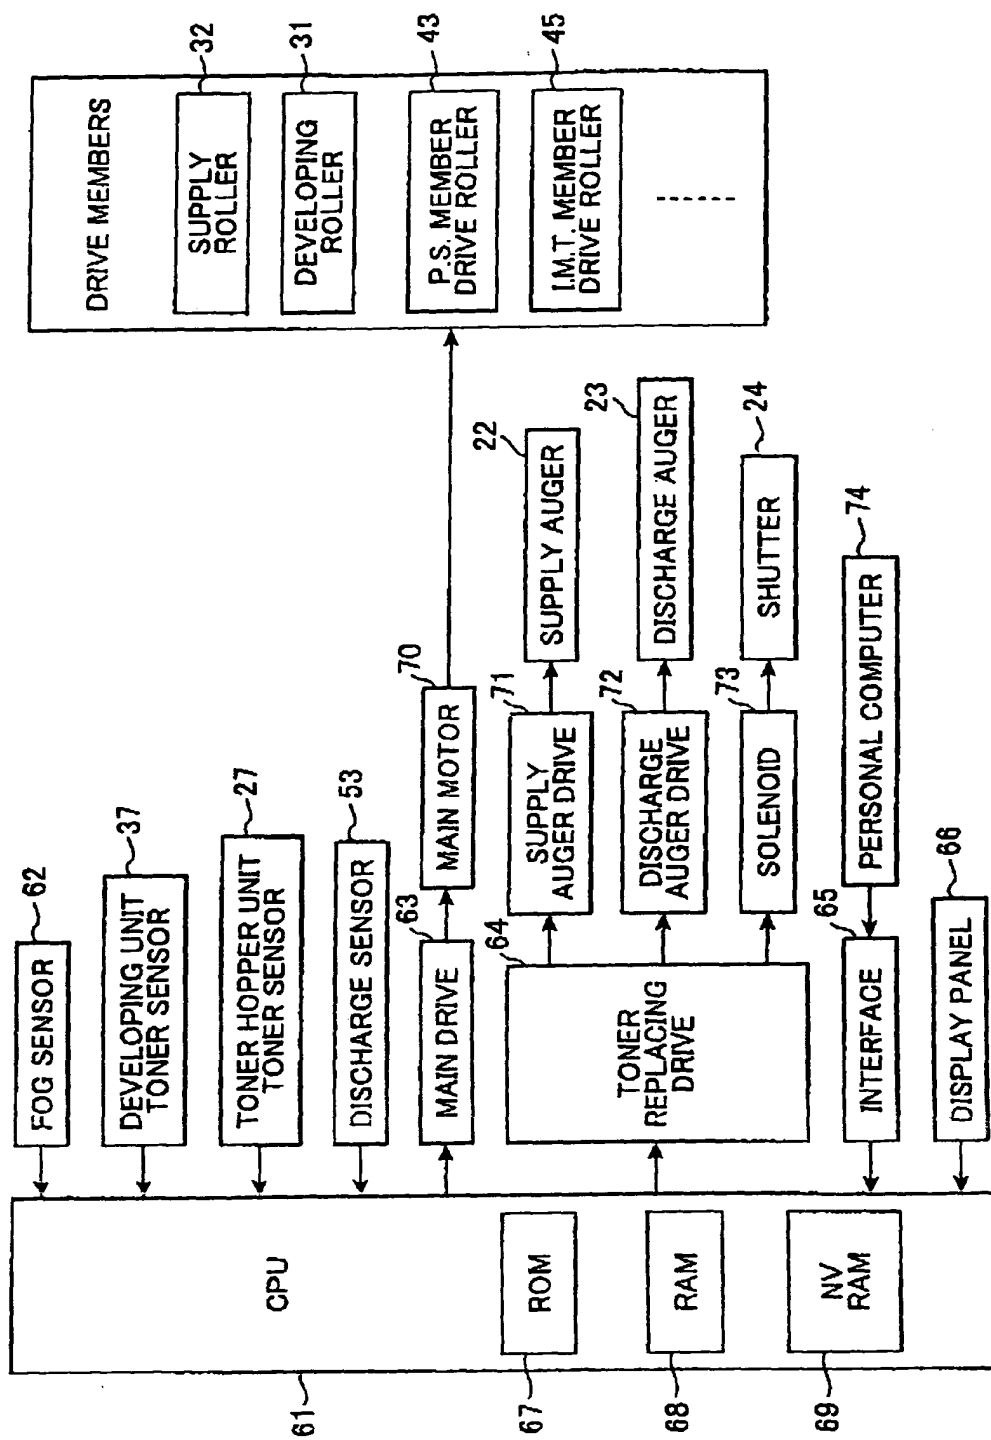 61
CPU
67
ROM
68
RAM
69
NV
RAM
62
FOG SENSOR
37
DEVELOPING UNIT
TONER SENSOR
27
TONER HOPPER UNIT
TONER SENSOR
53
DISCHARGE SENSOR
63
MAIN DRIVE
70
MAIN MOTOR
64
TONER
REPLACING
DRIVE
71
SUPPLY
AUGER DRIVE
22
SUPPLY AUGER
72
DISCHARGE
AUGER DRIVE
23
DISCHARGE AUGER
73
SOLENOID
24
SHUTTER
65
INTERFACE
74
PERSONAL COMPUTER
66
DISPLAY PANEL
DRIVE MEMBERS
32
SUPPLY
ROLLER
31
DEVELOPING
ROLLER
43
P.S. MEMBER
DRIVE ROLLER
45
I.M.T. MEMBER
DRIVE ROLLER